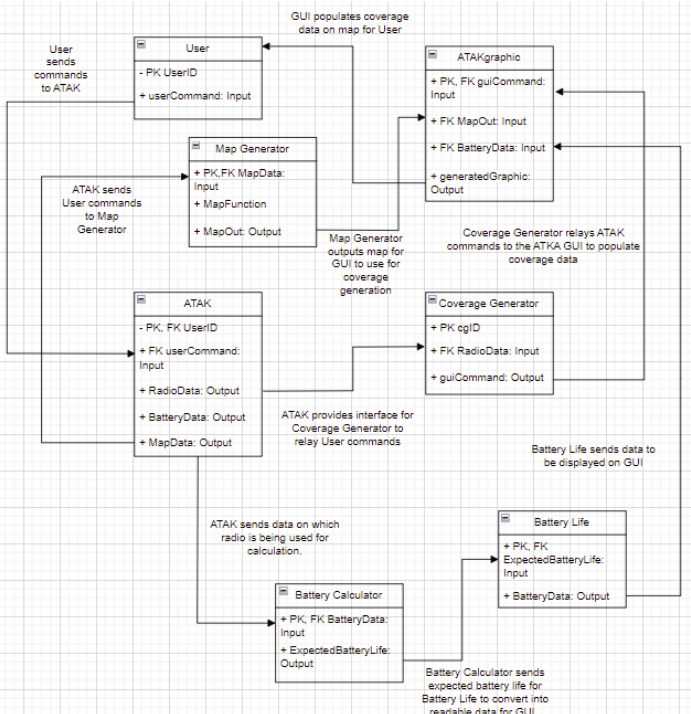 GUI populates coverage
data on map for User
User
sends
commands
to ATAK
User
- PK UserID
+ userCommand: Input
ATAKgraphic
+ PK, FK guiCommand:
Input
+ FK MapOut: Input
+ FK BatteryData: Input
+ generatedGraphic:
Output
Map Generator
+ PK,FK MapData:
Input
+ MapFunction
+ MapOut: Output
ATAK sends
User commands
to Map
Generator
Map Generator
outputs map for
GUI to use for
coverage
generation
Coverage Generator relays ATAK
commands to the ATKA GUI to populate
coverage data
ATAK
- PK, FK UserID
+ FK userCommand:
Input
+ RadioData: Output
+ BatteryData: Output
+ MapData: Output
Coverage Generator
+ PK cgID
+ FK RadioData: Input
+ guiCommand: Output
ATAK provides interface for
Coverage Generator to
relay User commands
Battery Life sends data to
be displayed on GUI
ATAK sends data on which
radio is being used for
calculation.
Battery Life
+ PK, FK
ExpectedBatteryLife:
Input
+ BatteryData: Output
Battery Calculator
+ PK, FK BatteryData:
Input
+ ExpectedBatteryLife:
Output
Battery Calculator sends
expected battery life for
Battery Life to convert into
readable data for GUI